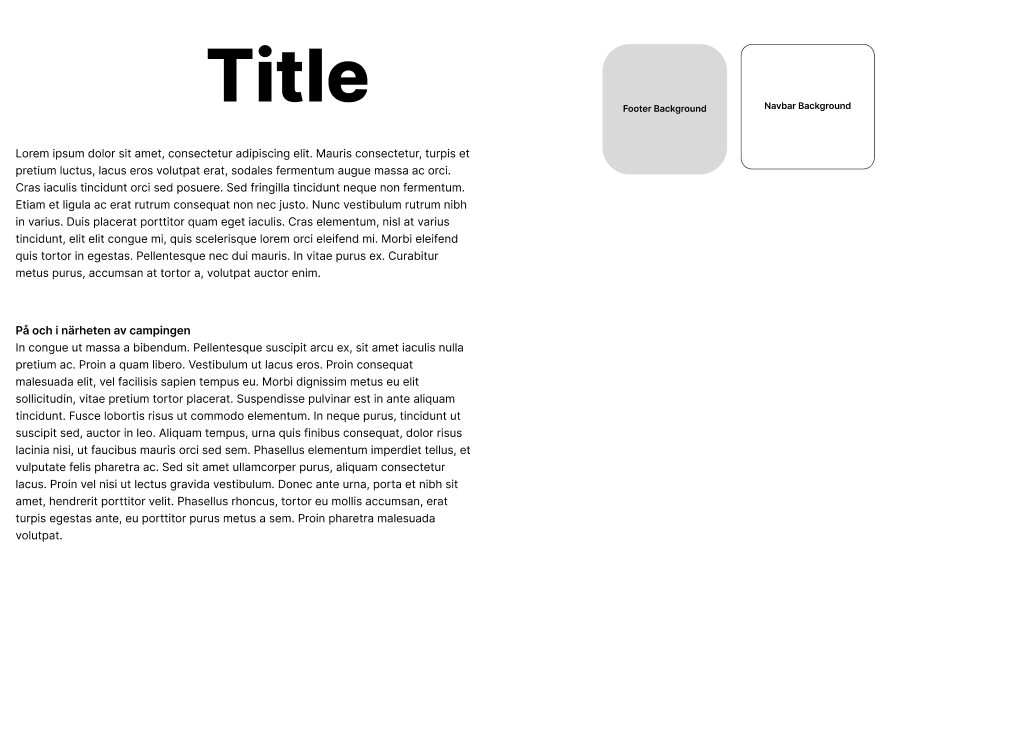 Title
Lorem ipsum dolor sit amet, consectetur adipiscing elit. Mauris consectetur, turpis et
pretium luctus, lacus eros volutpat erat, sodales fermentum augue massa ac orci.
Cras iaculis tincidunt orci sed posuere. Sed fringilla tincidunt neque non fermentum.
Etiam et ligula ac erat rutrum consequat non nec justo. Nunc vestibulum rutrum nibh
in varius. Duis placerat porttitor quam eget iaculis. Cras elementum, nisl at varius
tincidunt, elit elit congue mi, quis scelerisque lorem orci eleifend mi. Morbi eleifend
quis tortor in egestas. Pellentesque nec dui mauris. In vitae purus ex. Curabitur
metus purus, accumsan at tortor a, volutpat auctor enim.
På och i närheten av campingen
In congue ut massa a bibendum. Pellentesque suscipit arcu ex, sit amet iaculis nulla
pretium ac. Proin a quam libero. Vestibulum ut lacus eros. Proin consequat
malesuada elit, vel facilisis sapien tempus eu. Morbi dignissim metus eu elit
sollicitudin, vitae pretium tortor placerat. Suspendisse pulvinar est in ante aliquam
tincidunt. Fusce lobortis risus ut commodo elementum. In neque purus, tincidunt ut
suscipit sed, auctor in leo. Aliquam tempus, urna quis finibus consequat, dolor risus
lacinia nisi, ut faucibus mauris orci sed sem. Phasellus elementum imperdiet tellus, et
vulputate felis pharetra ac. Sed sit amet ullamcorper purus, aliquam consectetur
lacus. Proin vel nisi ut lectus gravida vestibulum. Donec ante urna, porta et nibh sit
amet, hendrerit porttitor velit. Phasellus rhoncus, tortor eu mollis accumsan, erat
turpis egestas ante, eu porttitor purus metus a sem. Proin pharetra malesuada
volutpat.
Footer Background
Navbar Background